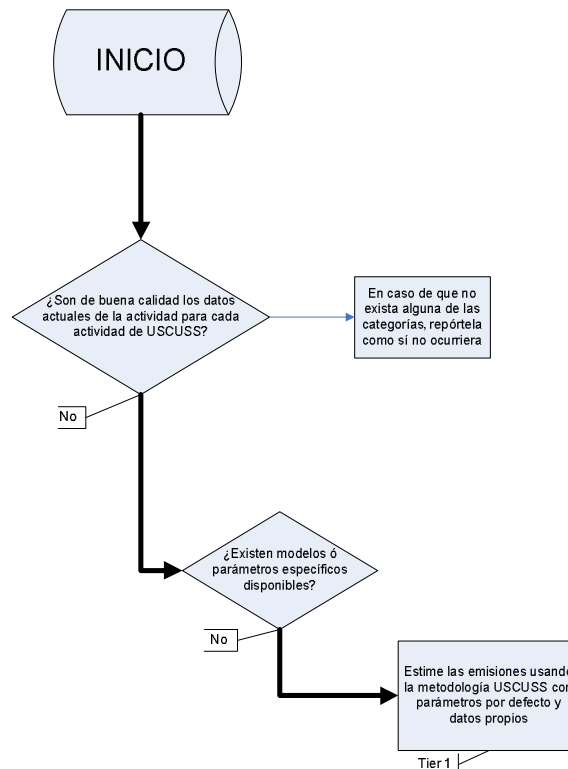 INICIO
¿Son de buena calidad los datos
actuales de la actividad para cada
actividad de USCUSS?
En caso de que no
exista alguna de las
categorías, repórtela
como sí no ocurriera
No
¿Existen modelos ó
parámetros específicos
disponibles?
No
Estime las emisiones usando
la metodología USCUSS con
parámetros por defecto y
datos propios
Tier 1